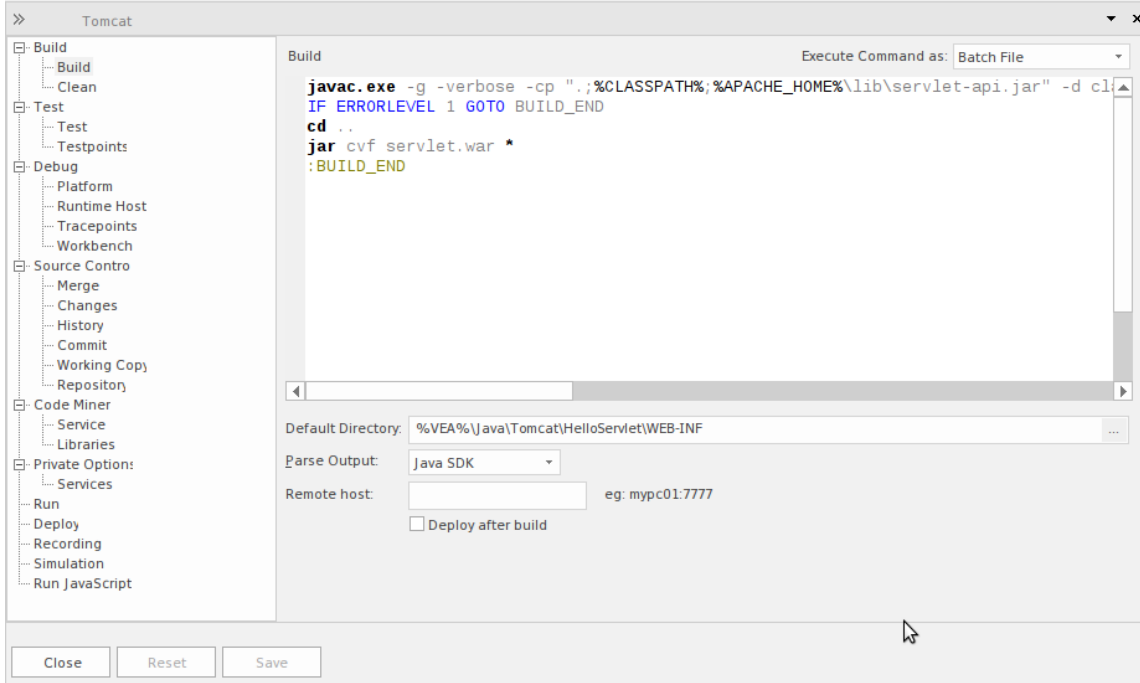 Tomcat
Build
Build
Clean
Test
Test
Testpoints
Debug
Platform
Runtime Host
Tracepoints
Workbench
Source Contro
Merge
Changes
History
Commit
Working Copy
Repository
Code Miner
Service
Libraries
Private Options
Services
Run
Deploy
Recording
Simulation
Run JavaScript
Build
Execute Command as: Batch File
javac.exe -g -verbose -cp ".;%CLASSPATH%;%APACHE_HOME%\lib\servlet-api.jar" -d cla
IF ERRORLEVEL 1 GOTO BUILD_END
cd ..
jar cvf servlet.war *
:BUILD_END
Default Directory: %VEA%\Java\Tomcat\HelloServlet\WEB-INF ...
Parse Output: Java SDK
Remote host: eg: mypc01:7777
Deploy after build
Close Reset Save